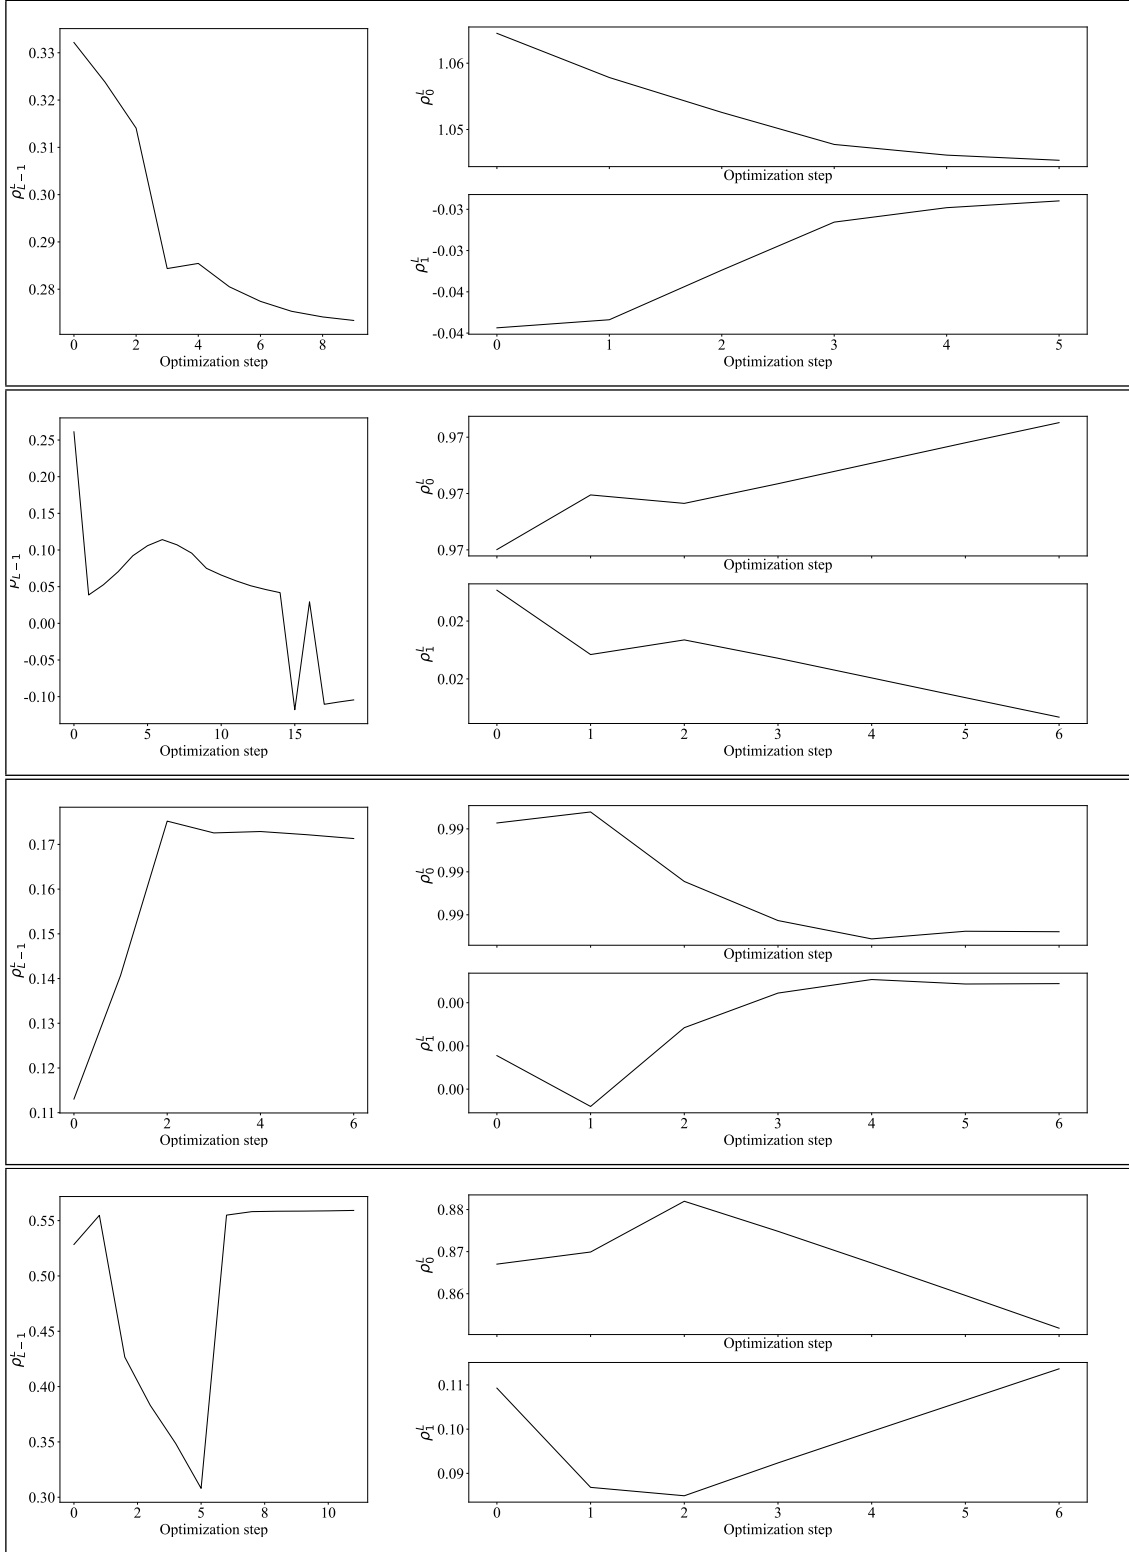 0.33
0.32
0.31
0.30
0.29
0.28
ρ^L_{L−1}
0 2 4 6 8
Optimization step
1.06
1.05
ρ^L_0
Optimization step
-0.03
-0.03
-0.04
-0.04
ρ^L_1
0 1 2 3 4 5
Optimization step
0.25
0.20
0.15
0.10
0.05
0.00
-0.05
-0.10
0 5 10 15
Optimization step
0.97
0.97
0.97
ρ^L_0
Optimization step
0.02
0.02
ρ^L_1
0 1 2 3 4 5 6
Optimization step
0.17
0.16
0.15
0.14
0.13
0.12
0.11
ρ^L_{L−1}
0 2 4 6
Optimization step
0.99
0.99
0.99
ρ^L_0
Optimization step
0.00
0.00
0.00
ρ^L_1
0 1 2 3 4 5 6
Optimization step
0.55
0.50
0.45
0.40
0.35
0.30
ρ^L_{L−1}
0 2 5 8 10
Optimization step
0.88
0.87
0.86
ρ^L_0
Optimization step
0.11
0.10
0.09
ρ^L_1
0 1 2 3 4 5 6
Optimization step